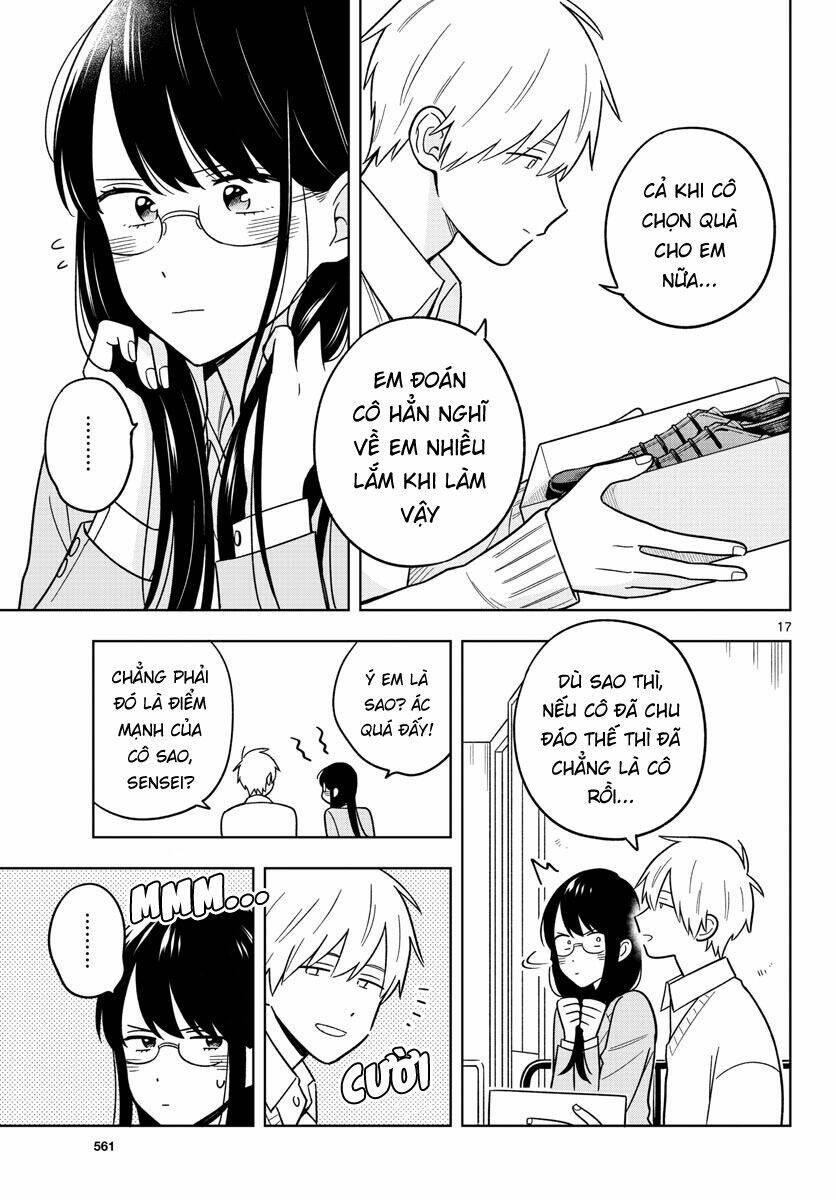 CẢ KHI CÔ
CHỌN QUÀ
CHO EM
NỮA...
EM ĐOÁN
CÔ HẲN NGHĨ
VỀ EM NHIỀU
LẮM KHI LÀM
VẬY
......
17
DÙ SAO THÌ,
NẾU CÔ ĐÃ CHU
ĐÁO THẾ THÌ ĐÃ
CHẲNG LÀ CÔ
RỒI...
Ý EM LÀ
SAO? ÁC
QUÁ ĐẤY!
CHẲNG PHẢI
ĐÓ LÀ ĐIỂM
MẠNH CỦA
CÔ SAO,
SENSEI?
CƯỜI
MMM...
......
561